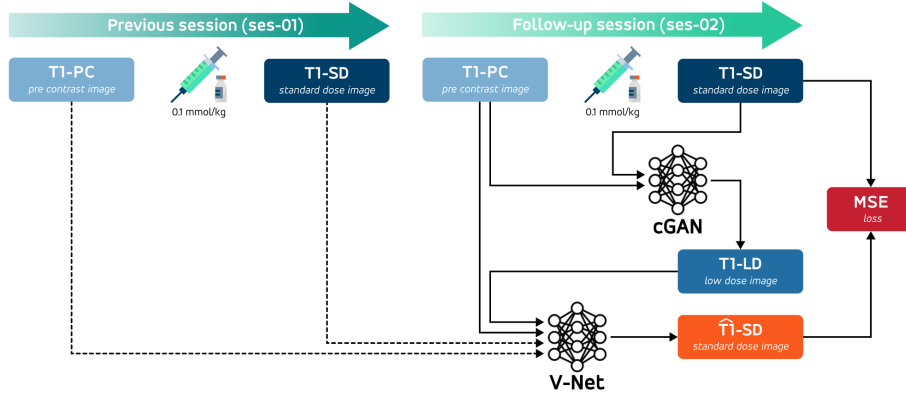 Previous session (ses-01)
Follow-up session (ses-02)
T1-PC
pre contrast image
0.1 mmol/kg
T1-SD
standard dose image
T1-PC
pre contrast image
0.1 mmol/kg
T1-SD
standard dose image
cGAN
MSE
loss
T1-LD
low dose image
V-Net
T̂1-SD
standard dose image